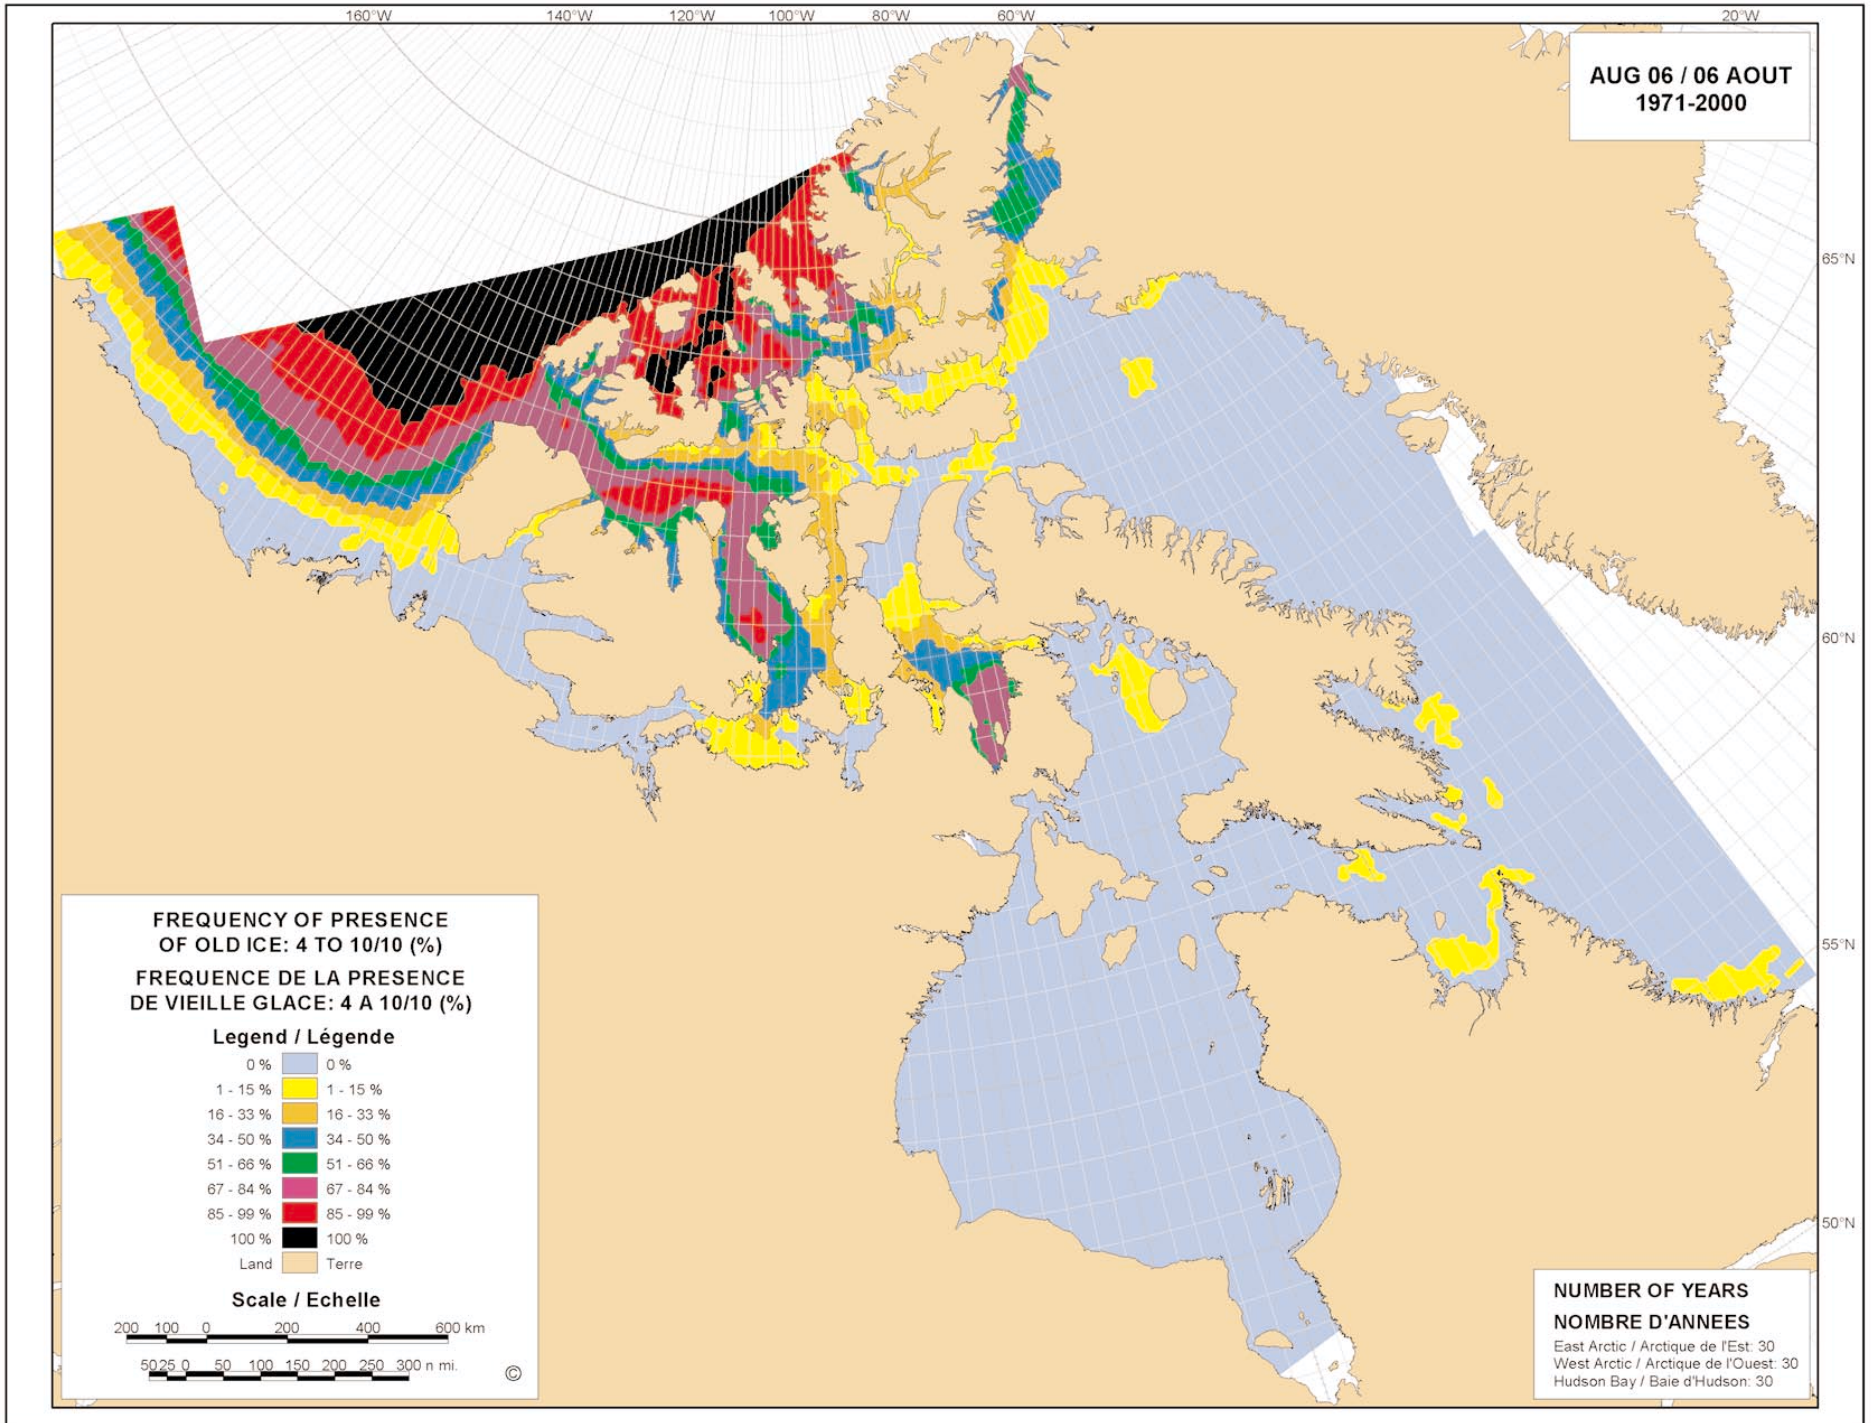 160°W 140°W 120°W 100°W 80°W 60°W 20°W
AUG 06 / 06 AOUT
1971-2000
65°N
60°N
55°N
50°N
FREQUENCY OF PRESENCE
OF OLD ICE: 4 TO 10/10 (%)
FREQUENCE DE LA PRESENCE
DE VIEILLE GLACE: 4 A 10/10 (%)
Legend / Légende
0 % 0 %
1 - 15 % 1 - 15 %
16 - 33 % 16 - 33 %
34 - 50 % 34 - 50 %
51 - 66 % 51 - 66 %
67 - 84 % 67 - 84 %
85 - 99 % 85 - 99 %
100 % 100 %
Land Terre
Scale / Echelle
200 100 0 200 400 600 km
50 25 0 50 100 150 200 250 300 n mi.
©
NUMBER OF YEARS
NOMBRE D'ANNEES
East Arctic / Arctique de l'Est: 30
West Arctic / Arctique de l'Ouest: 30
Hudson Bay / Baie d'Hudson: 30